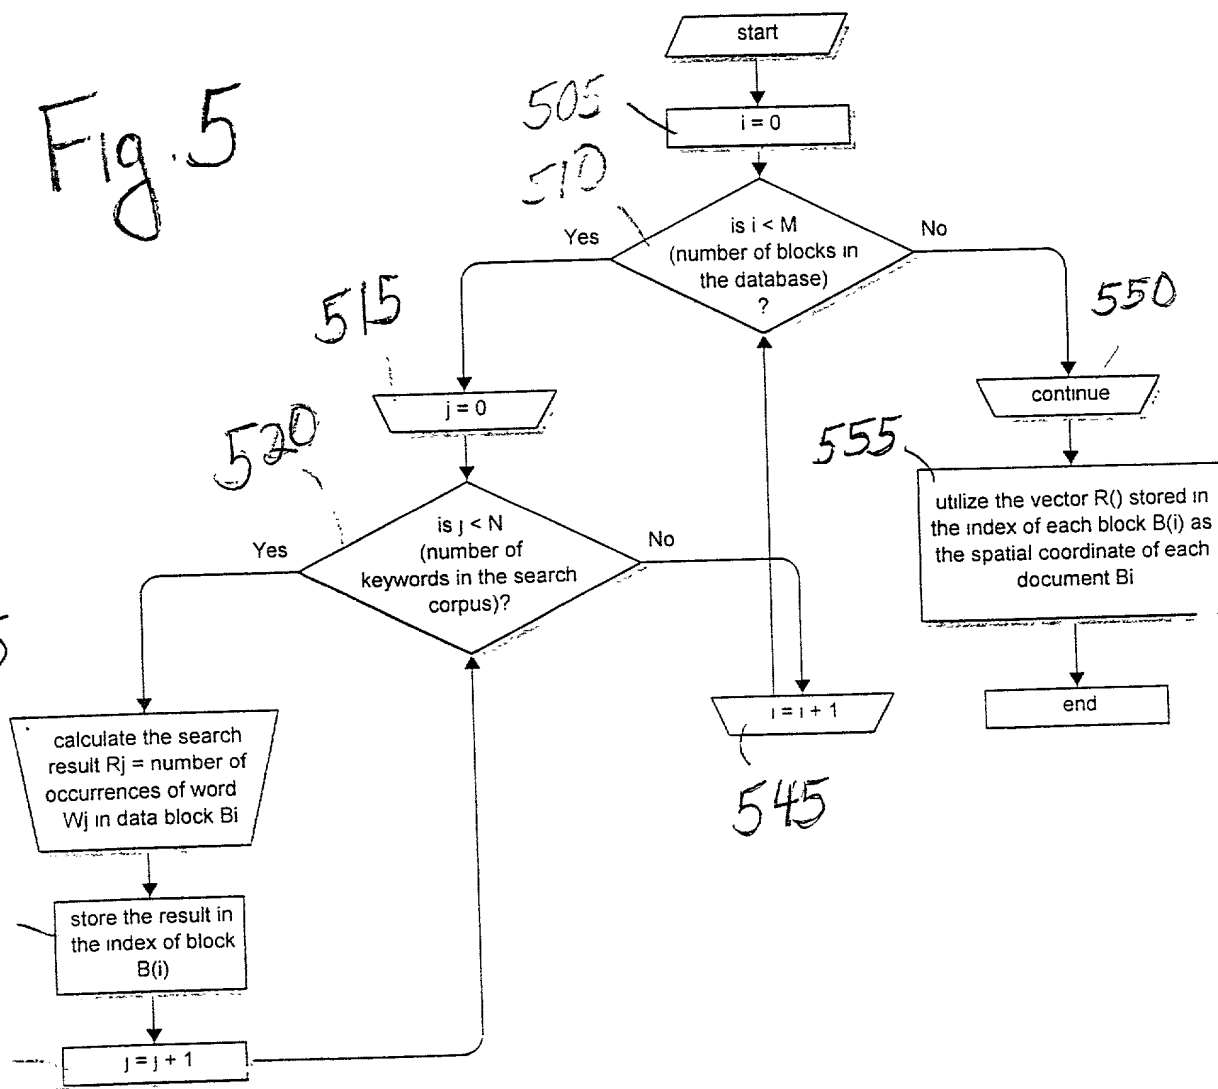 Fig.5
start
505
i = 0
510
is i < M
(number of blocks in
the database)
?
Yes
No
515
550
j = 0
continue
520
555
is j < N
(number of
keywords in the search
corpus)?
Yes
No
utilize the vector R() stored in
the index of each block B(i) as
the spatial coordinate of each
document Bi
5
i = i + 1
end
545
calculate the search
result Rj = number of
occurrences of word
Wj in data block Bi
store the result in
the index of block
B(i)
j = j + 1